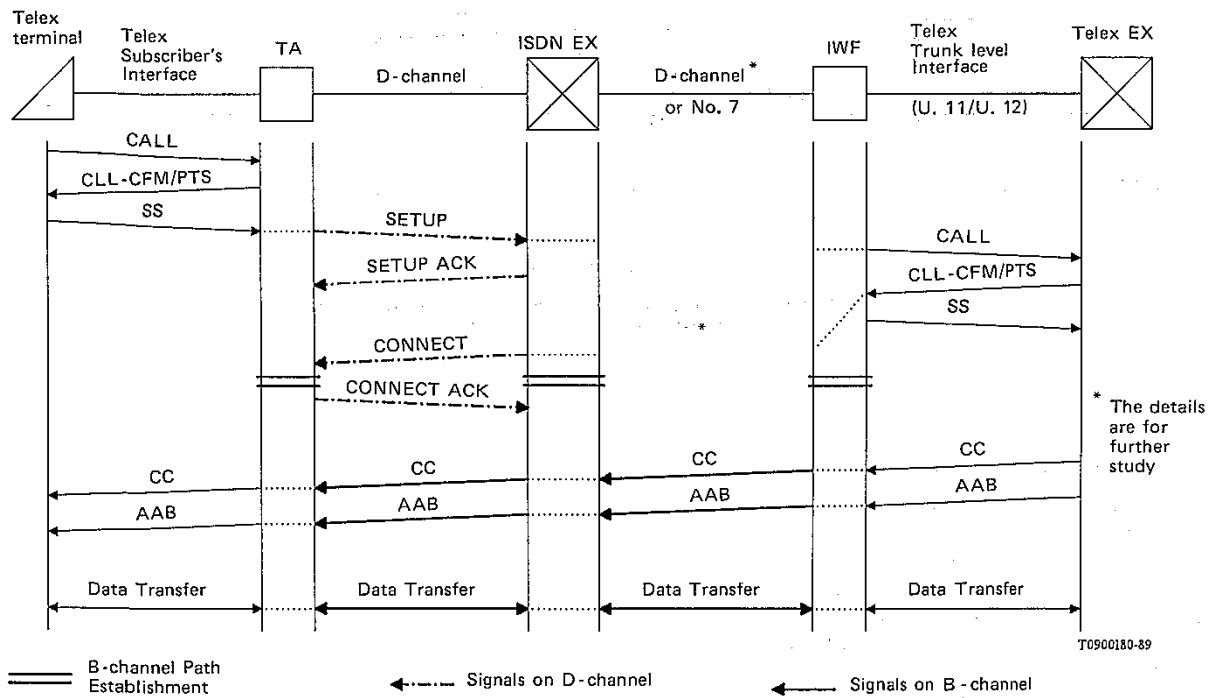 Telex
terminal
Telex
Subscriber's
Interface
TA
D-channel
ISDN EX
D-channel *
or No. 7
IWF
Telex
Trunk level
Interface
(U. 11/U. 12)
Telex EX
CALL
CLL-CFM/PTS
SS
SETUP
SETUP ACK
CALL
CLL-CFM/PTS
SS
*
CONNECT
CONNECT ACK
* The details
are for
further
study
CC
CC
CC
CC
AAB
AAB
AAB
AAB
Data Transfer
Data Transfer
Data Transfer
Data Transfer
T0900180-89
B-channel Path
Establishment
Signals on D-channel
Signals on B-channel